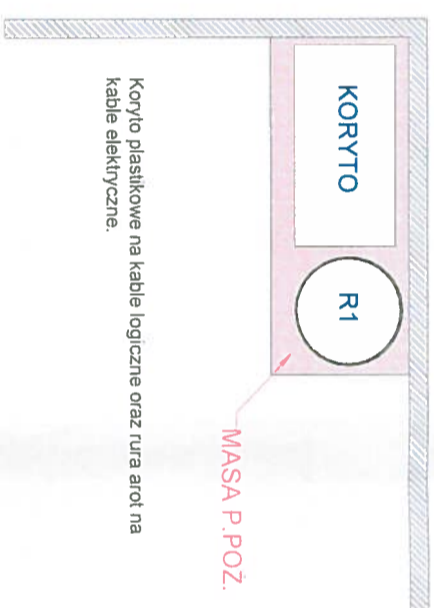 KORYTO
R1
MASA P.POŻ.
Koryto plastikowe na kable logiczne oraz rura arot na
kable elektryczne.